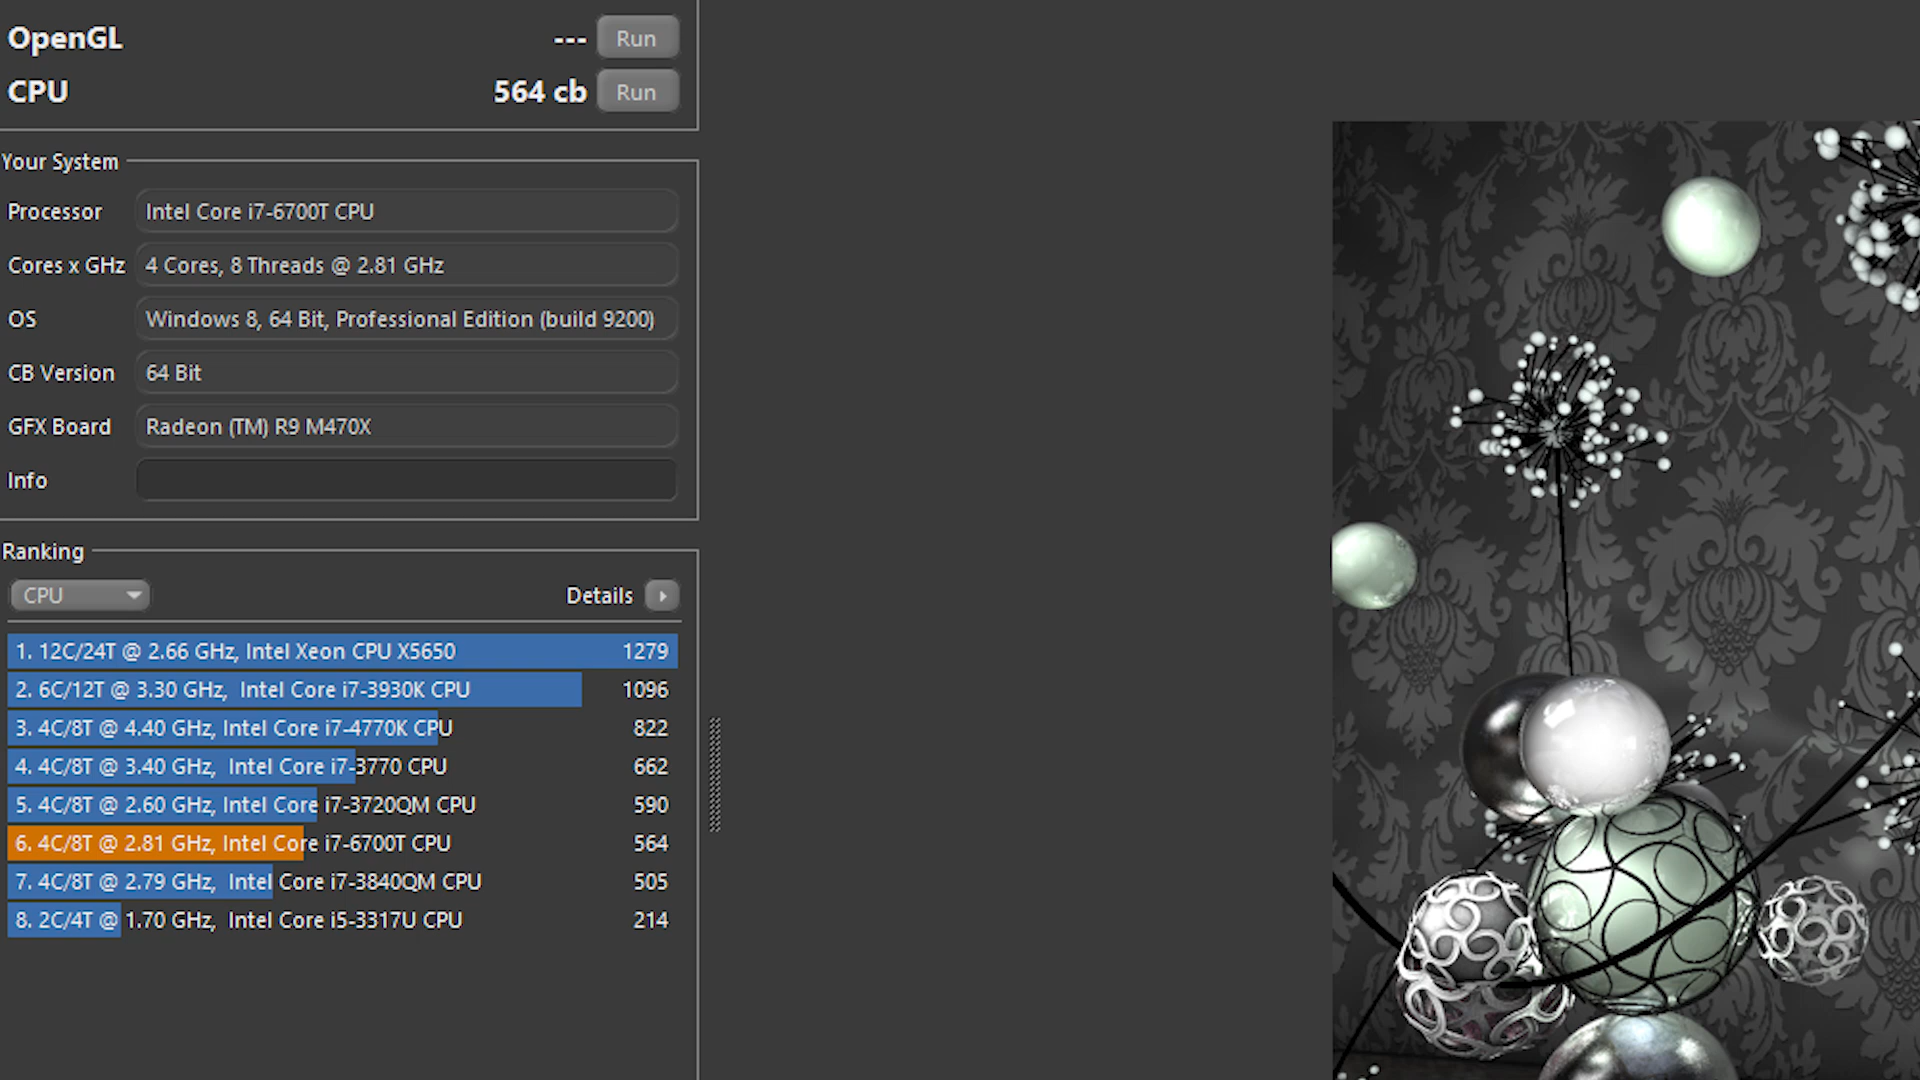 OpenGL --- Run
CPU 564 cb Run
Your System
Processor Intel Core i7-6700T CPU
Cores x GHz 4 Cores, 8 Threads @ 2.81 GHz
OS Windows 8, 64 Bit, Professional Edition (build 9200)
CB Version 64 Bit
GFX Board Radeon (TM) R9 M470X
Info
Ranking
CPU Details
1. 12C/24T @ 2.66 GHz, Intel Xeon CPU X5650 1279
2. 6C/12T @ 3.30 GHz, Intel Core i7-3930K CPU 1096
3. 4C/8T @ 4.40 GHz, Intel Core i7-4770K CPU 822
4. 4C/8T @ 3.40 GHz, Intel Core i7-3770 CPU 662
5. 4C/8T @ 2.60 GHz, Intel Core i7-3720QM CPU 590
6. 4C/8T @ 2.81 GHz, Intel Core i7-6700T CPU 564
7. 4C/8T @ 2.79 GHz, Intel Core i7-3840QM CPU 505
8. 2C/4T @ 1.70 GHz, Intel Core i5-3317U CPU 214